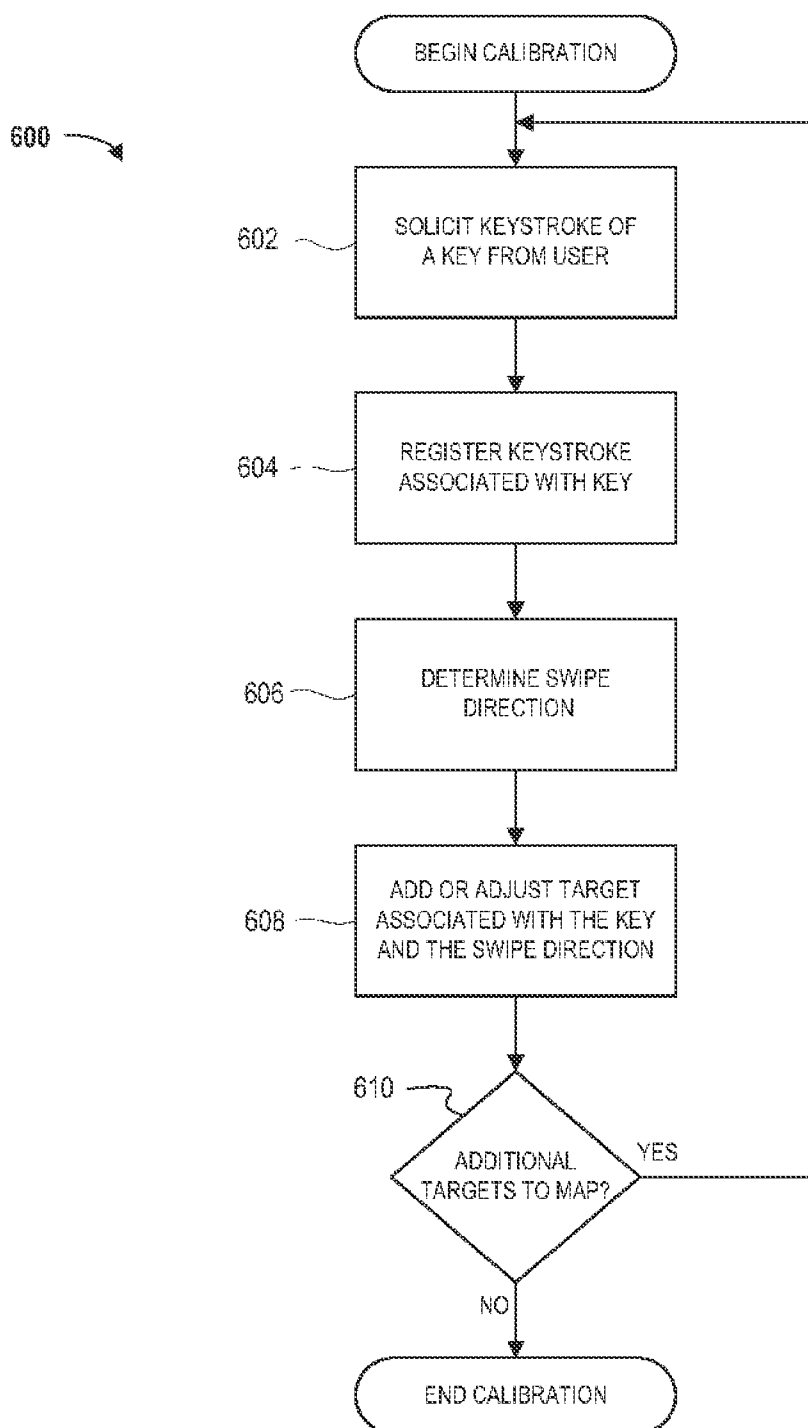 BEGIN CALIBRATION
600
602
SOLICIT KEYSTROKE OF
A KEY FROM USER
604
REGISTER KEYSTROKE
ASSOCIATED WITH KEY
606
DETERMINE SWIPE
DIRECTION
608
ADD OR ADJUST TARGET
ASSOCIATED WITH THE KEY
AND THE SWIPE DIRECTION
610
ADDITIONAL
TARGETS TO MAP?
YES
NO
END CALIBRATION